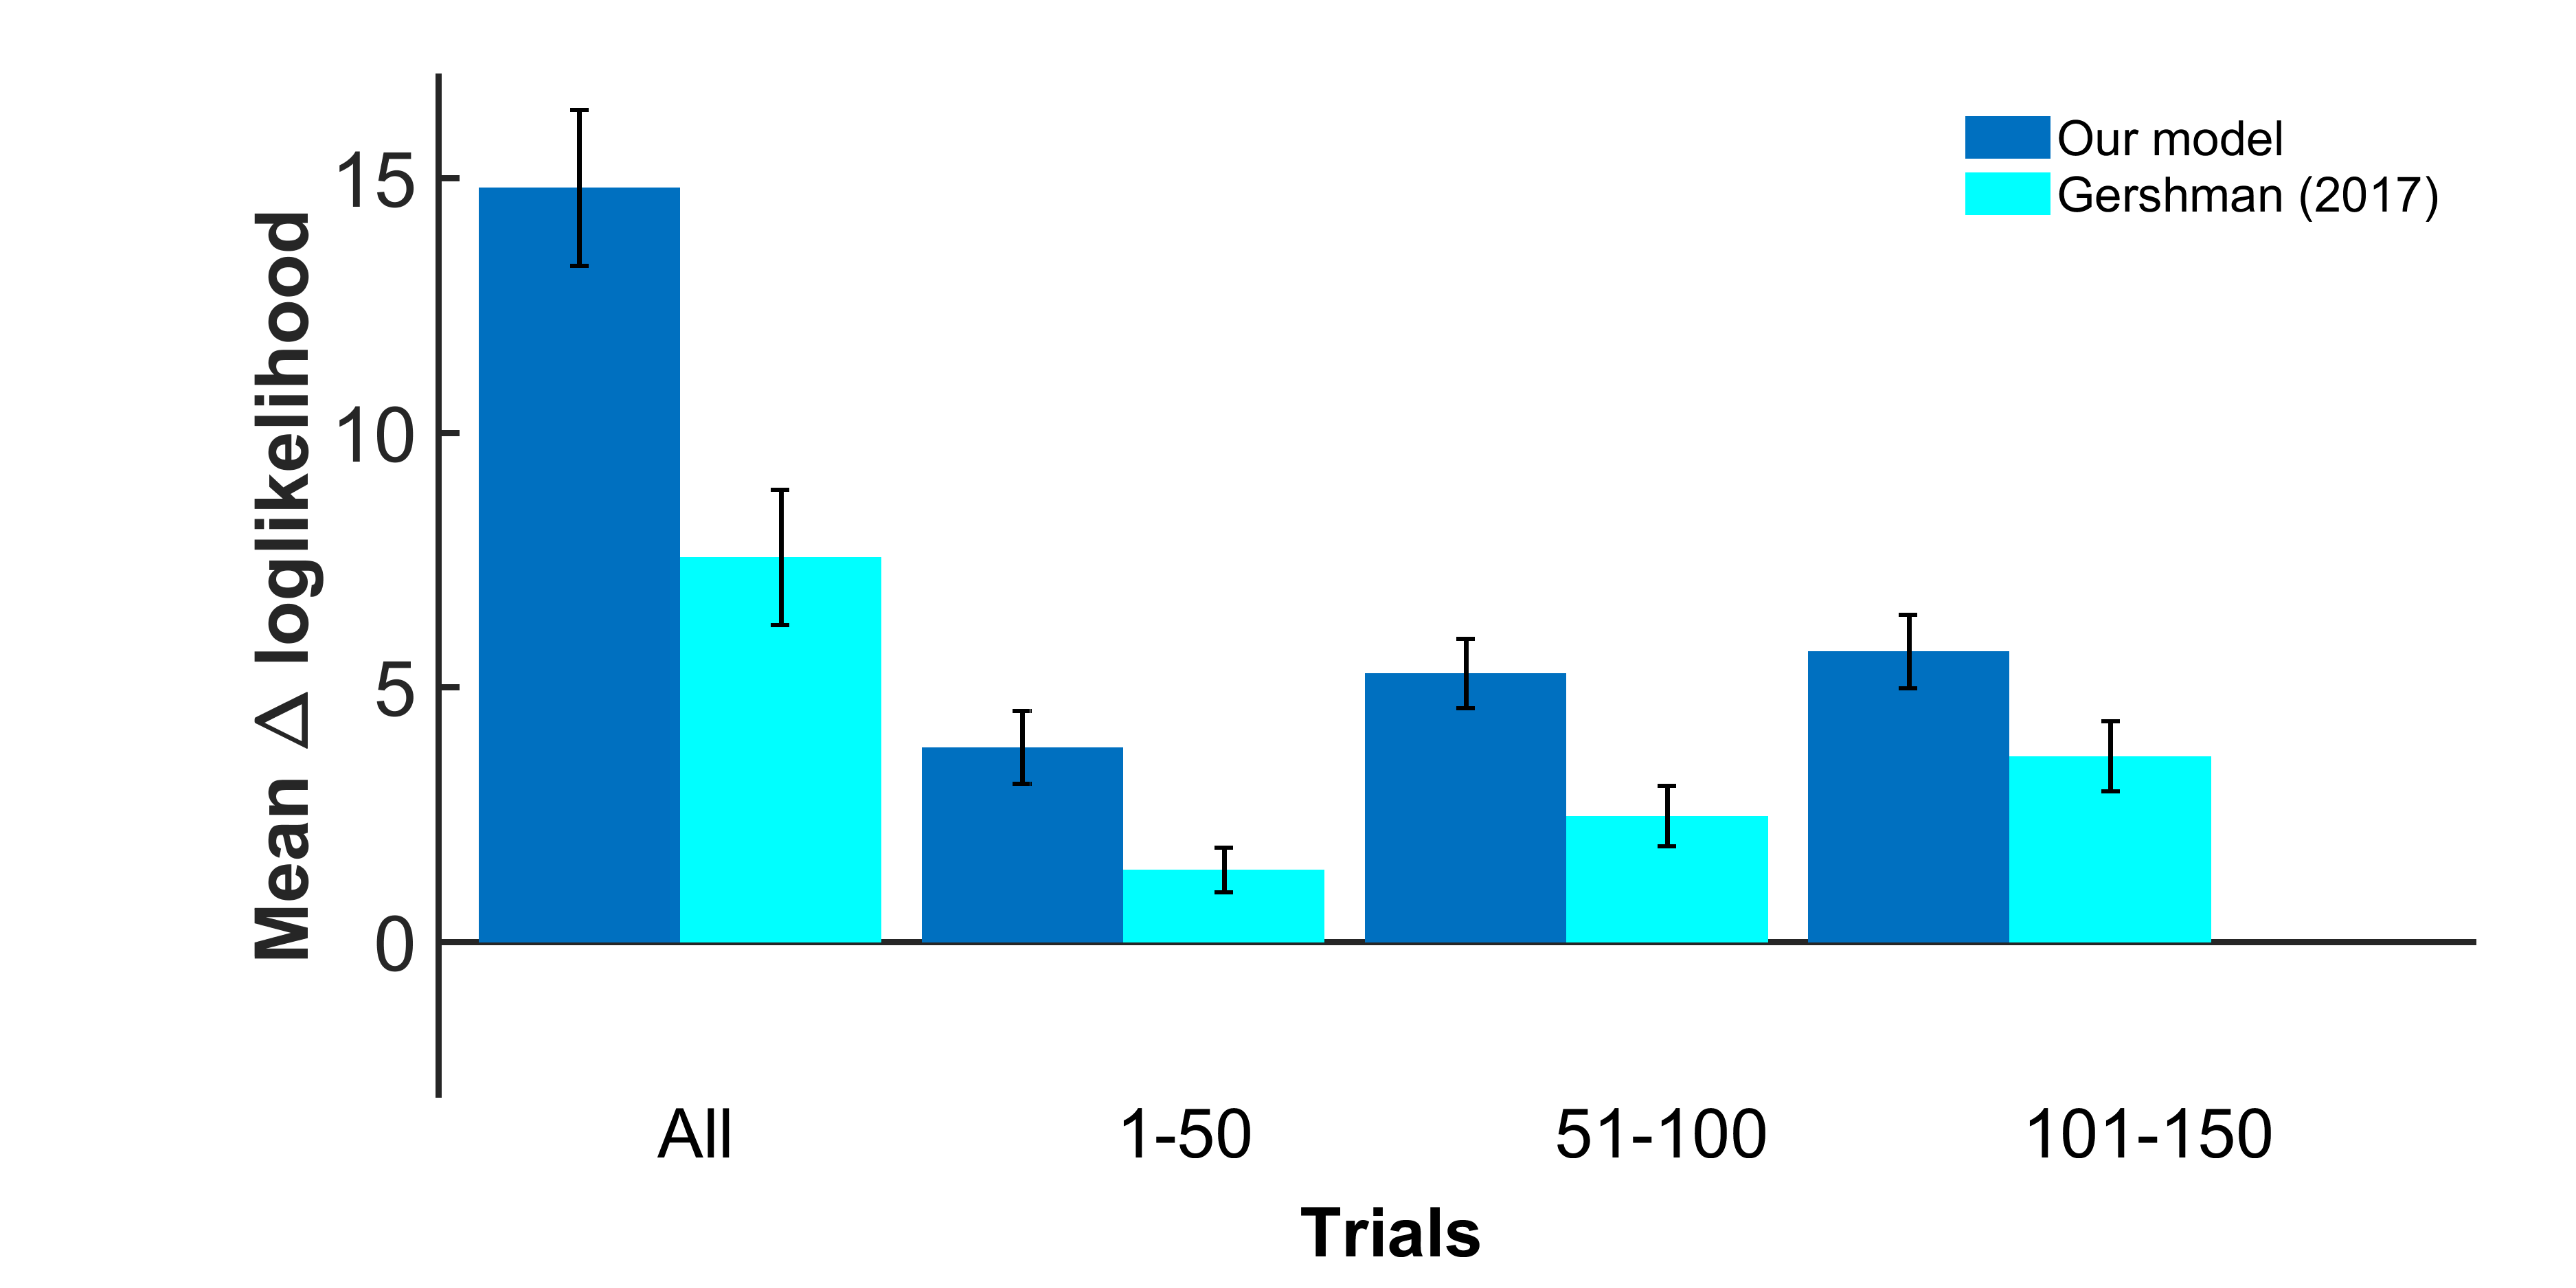 Mean Δ loglikelihood
15
10
5
0
Our model
Gershman (2017)
All
1-50
51-100
101-150
Trials